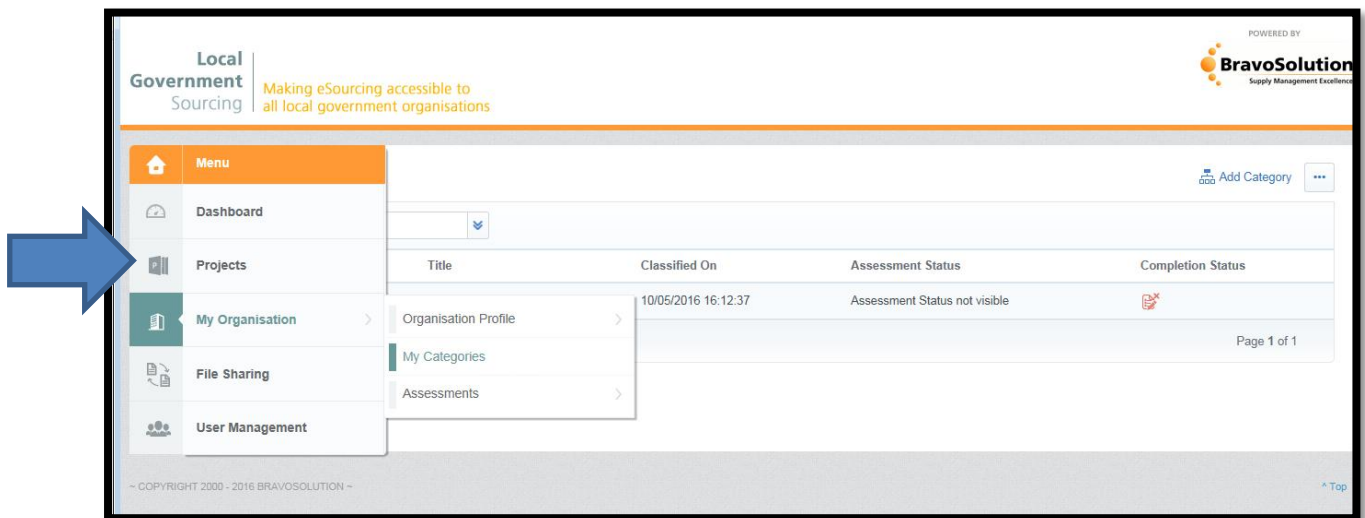 POWERED BY
BravoSolution
Supply Management Excellence
Local
Government
Sourcing
Making eSourcing accessible to
all local government organisations
Menu
Add Category
Dashboard
Projects
Title Classified On Assessment Status Completion Status
10/05/2016 16:12:37 Assessment Status not visible
My Organisation
Organisation Profile
Page 1 of 1
My Categories
File Sharing
Assessments
User Management
~ COPYRIGHT 2000 - 2016 BRAVOSOLUTION ~
^ Top